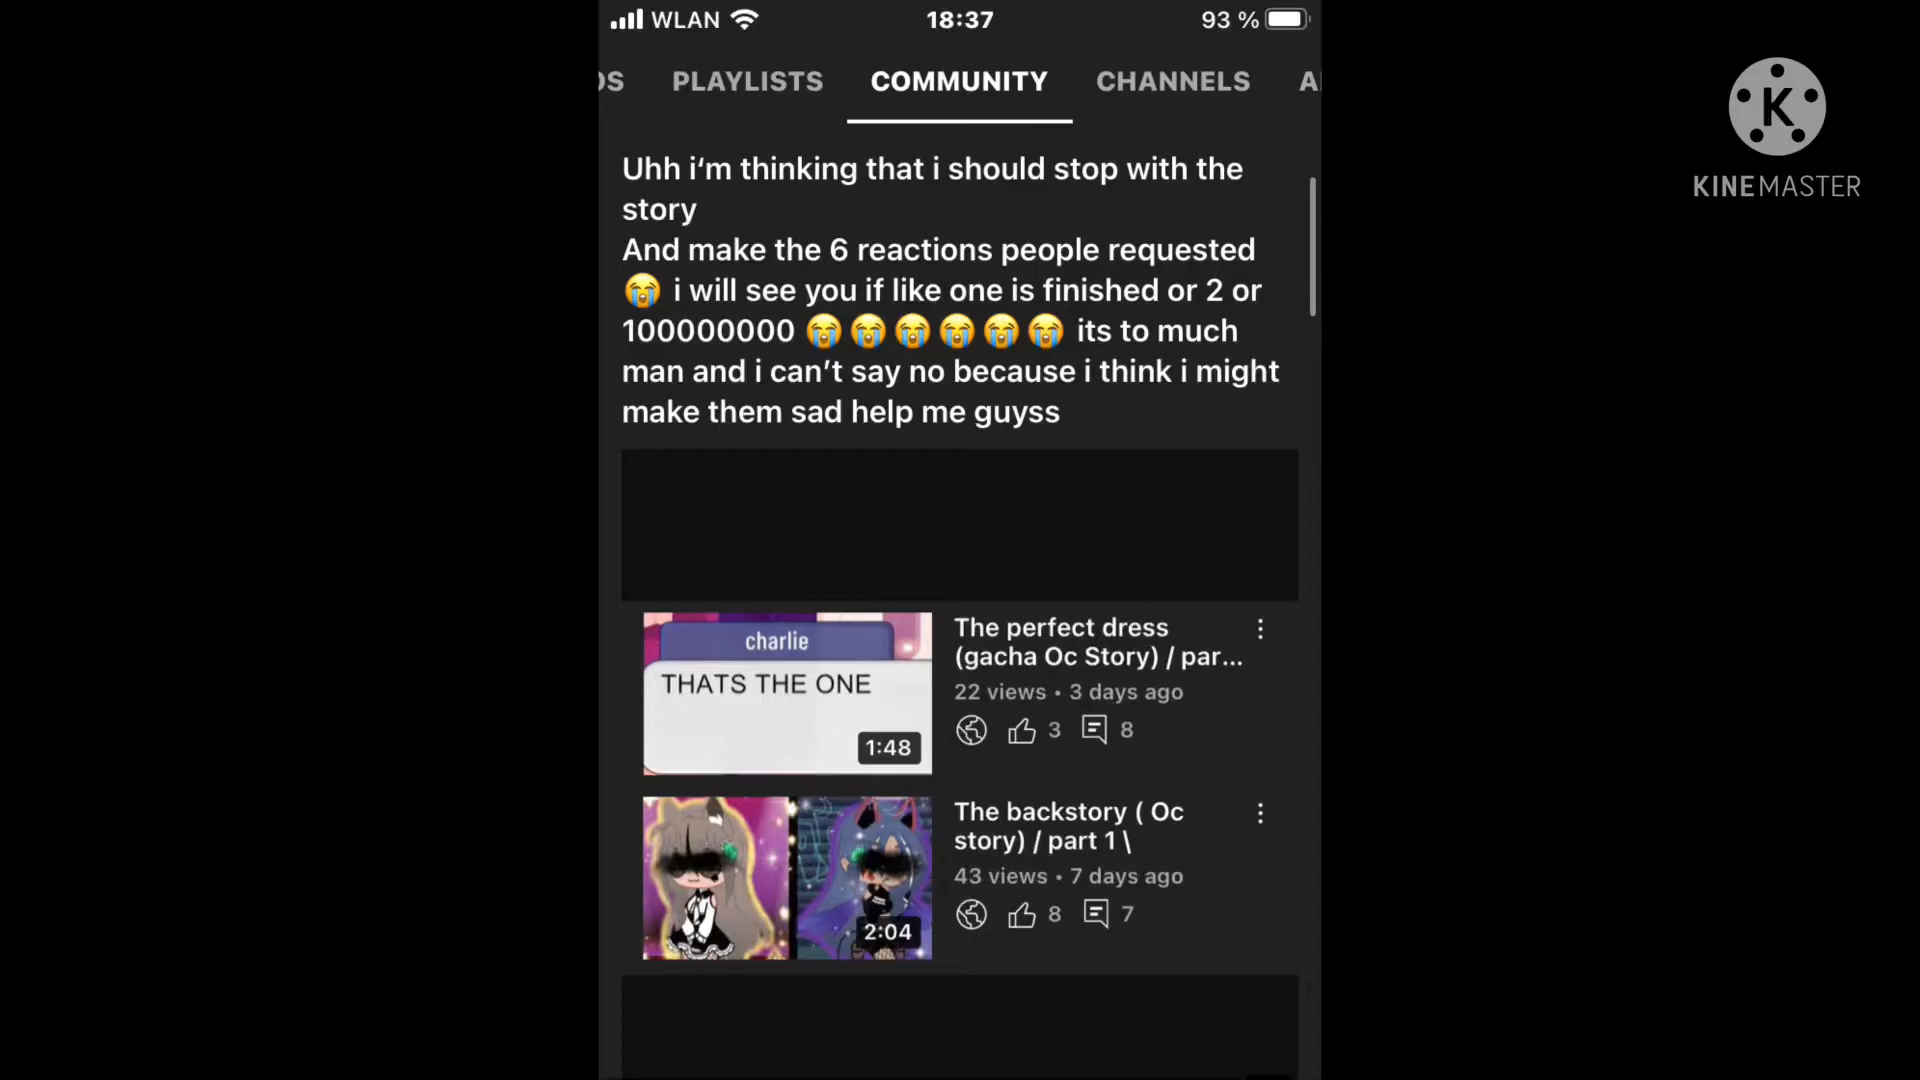 WLAN 18:37 93 %
PLAYLISTS COMMUNITY CHANNELS
KINEMASTER
Uhh i‘m thinking that i should stop with the
story
And make the 6 reactions people requested
😭 i will see you if like one is finished or 2 or
100000000 😭😭😭😭😭😭 its to much
man and i can’t say no because i think i might
make them sad help me guyss
charlie
THATS THE ONE
1:48
The perfect dress
(gacha Oc Story) / par...
22 views • 3 days ago
3 8
2:04
The backstory ( Oc
story) / part 1 \
43 views • 7 days ago
8 7